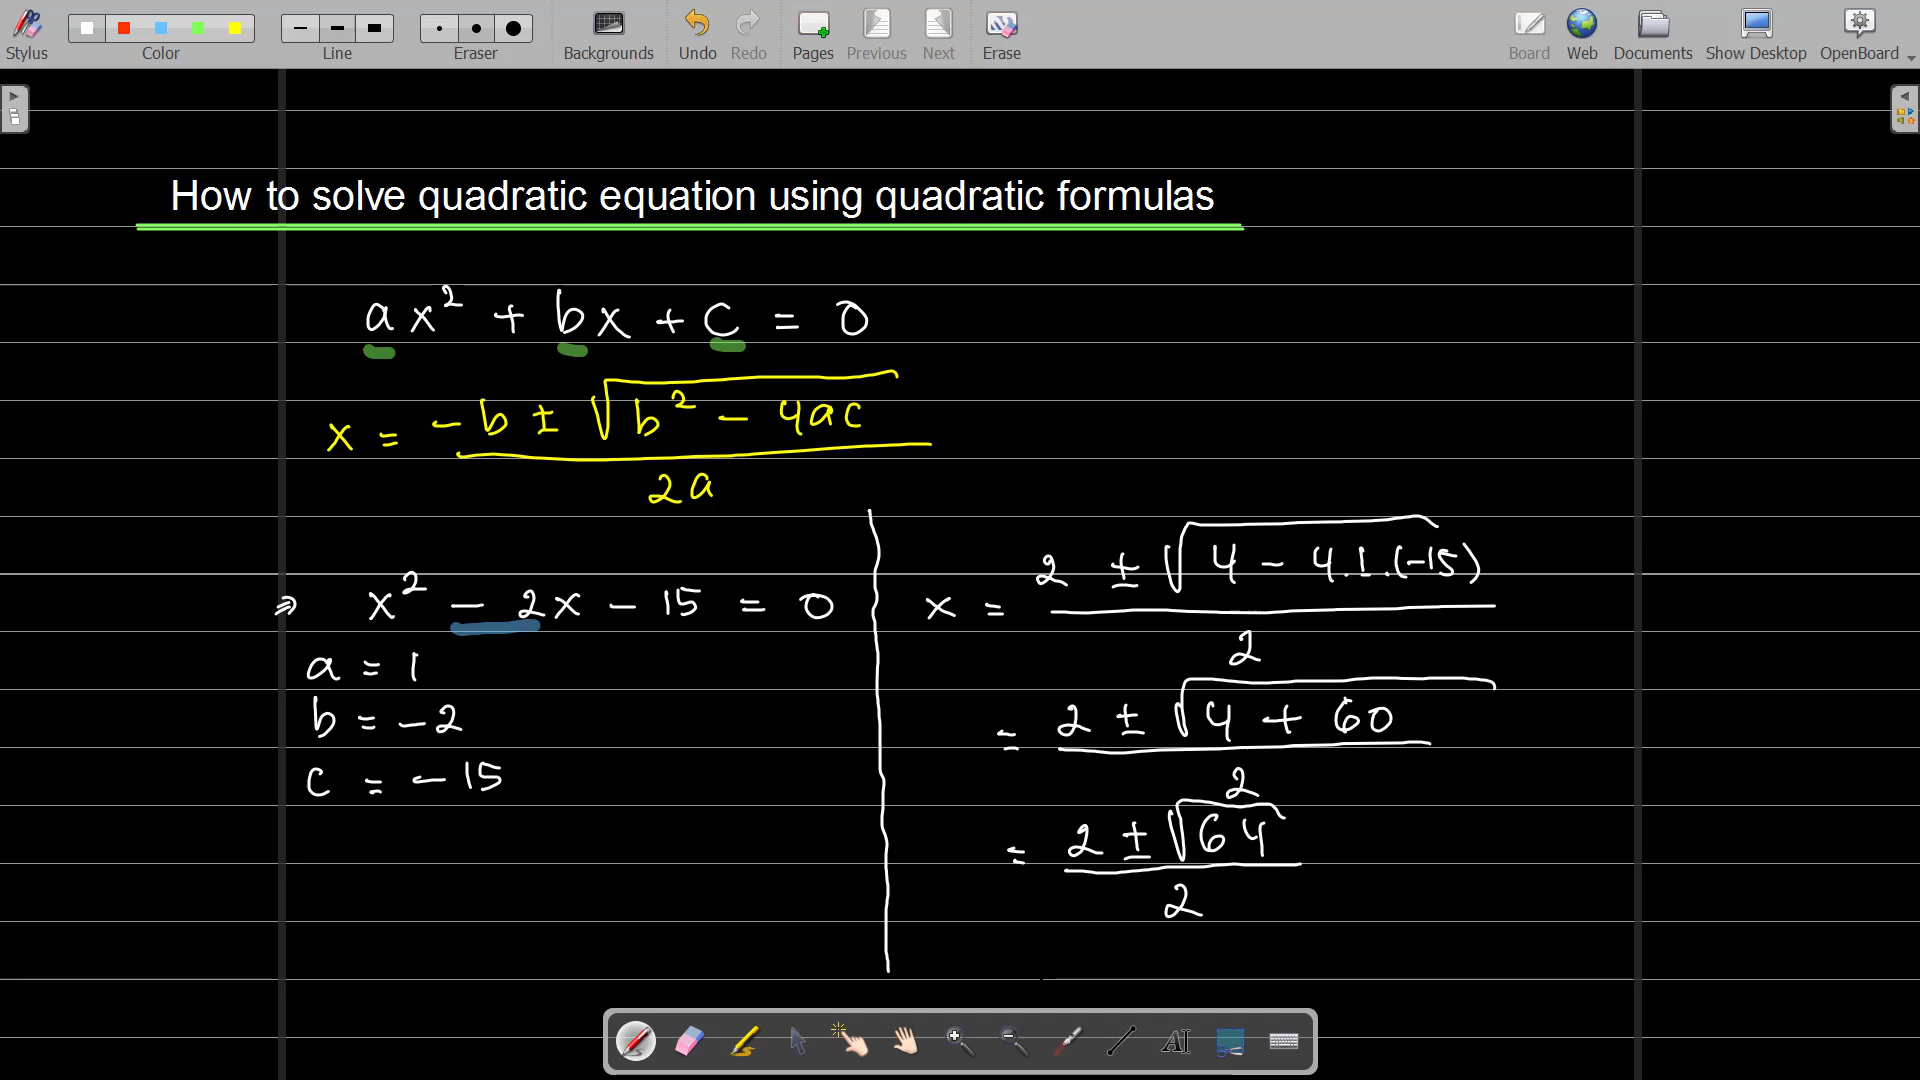 Stylus Color Line Eraser Backgrounds Undo Redo Pages Previous Next Erase Board Web Documents Show Desktop OpenBoard
How to solve quadratic equation using quadratic formulas
ax² + bx + c = 0
x = (-b ± √(b² - 4ac)) / 2a
⇒ x² - 2x - 15 = 0
a = 1
b = -2
c = -15
x = (2 ± √(4 - 4.1.(-15))) / 2
= (2 ± √(4 + 60)) / 2
= (2 ± √64) / 2
AI